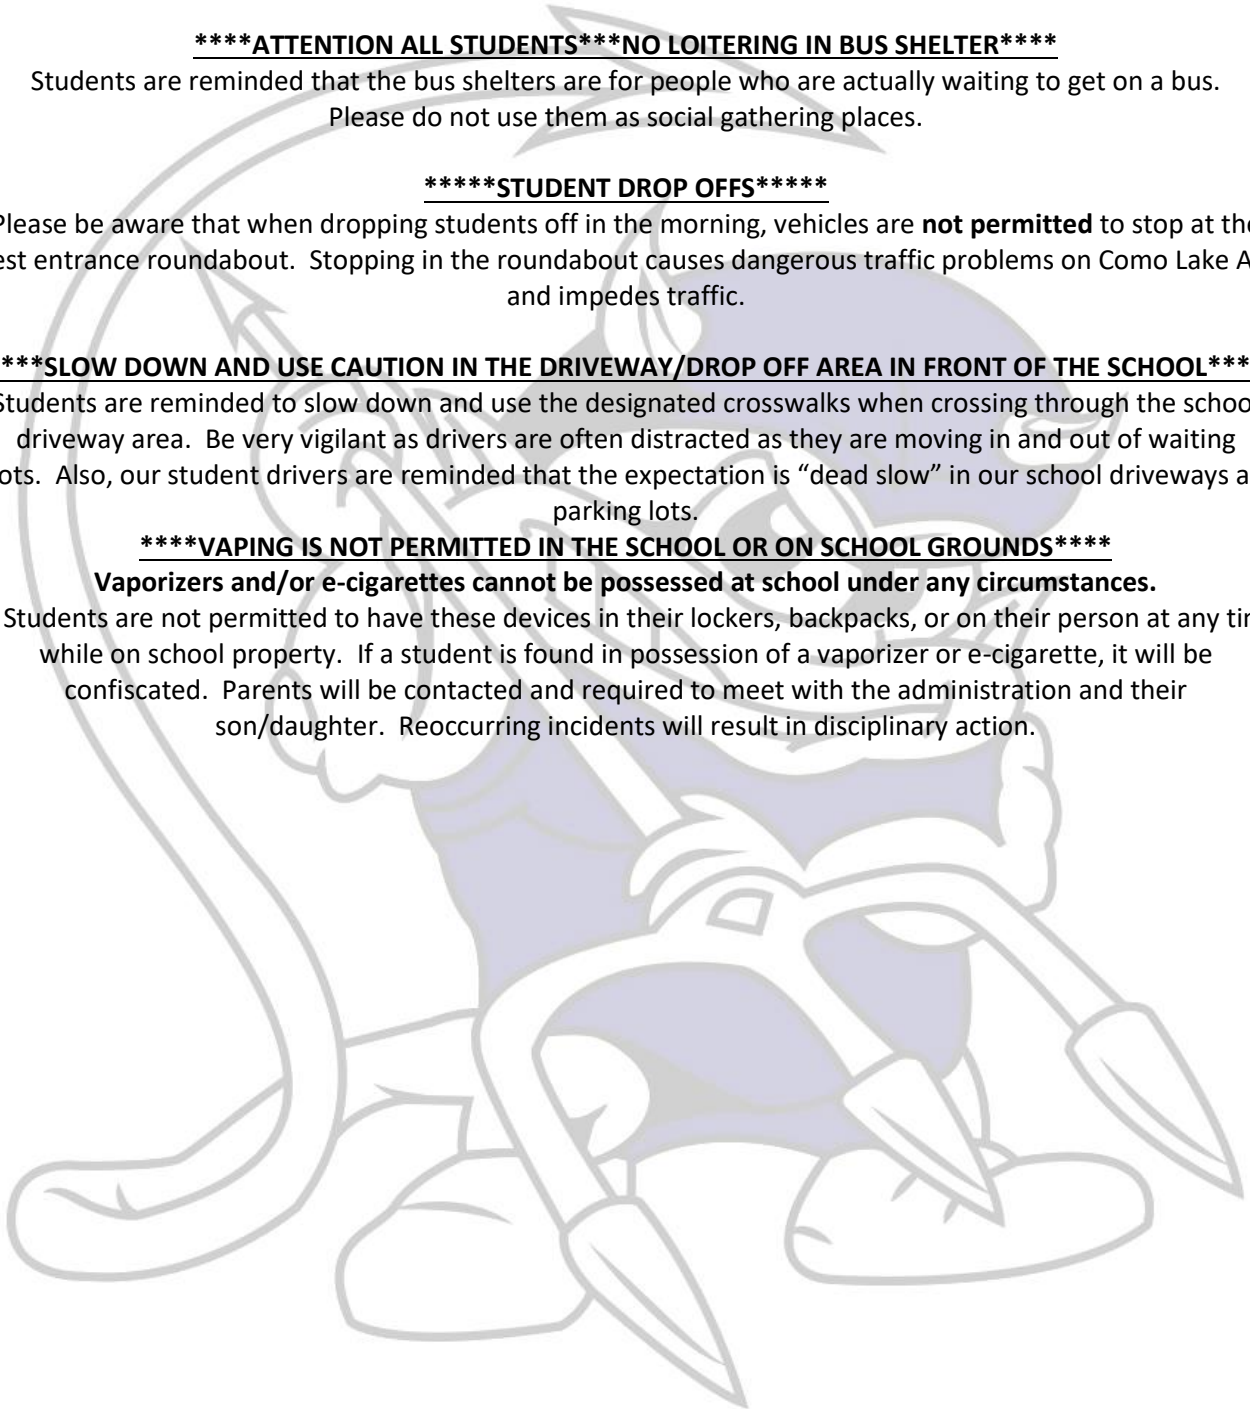 ****ATTENTION ALL STUDENTS***NO LOITERING IN BUS SHELTER****
Students are reminded that the bus shelters are for people who are actually waiting to get on a bus.
Please do not use them as social gathering places.
*****STUDENT DROP OFFS*****
Please be aware that when dropping students off in the morning, vehicles are not permitted to stop at the
est entrance roundabout. Stopping in the roundabout causes dangerous traffic problems on Como Lake A
and impedes traffic.
***SLOW DOWN AND USE CAUTION IN THE DRIVEWAY/DROP OFF AREA IN FRONT OF THE SCHOOL***
Students are reminded to slow down and use the designated crosswalks when crossing through the schoo
driveway area. Be very vigilant as drivers are often distracted as they are moving in and out of waiting
ots. Also, our student drivers are reminded that the expectation is “dead slow” in our school driveways a
parking lots.
****VAPING IS NOT PERMITTED IN THE SCHOOL OR ON SCHOOL GROUNDS****
Vaporizers and/or e-cigarettes cannot be possessed at school under any circumstances.
Students are not permitted to have these devices in their lockers, backpacks, or on their person at any ti
while on school property. If a student is found in possession of a vaporizer or e-cigarette, it will be
confiscated. Parents will be contacted and required to meet with the administration and their
son/daughter. Reoccurring incidents will result in disciplinary action.